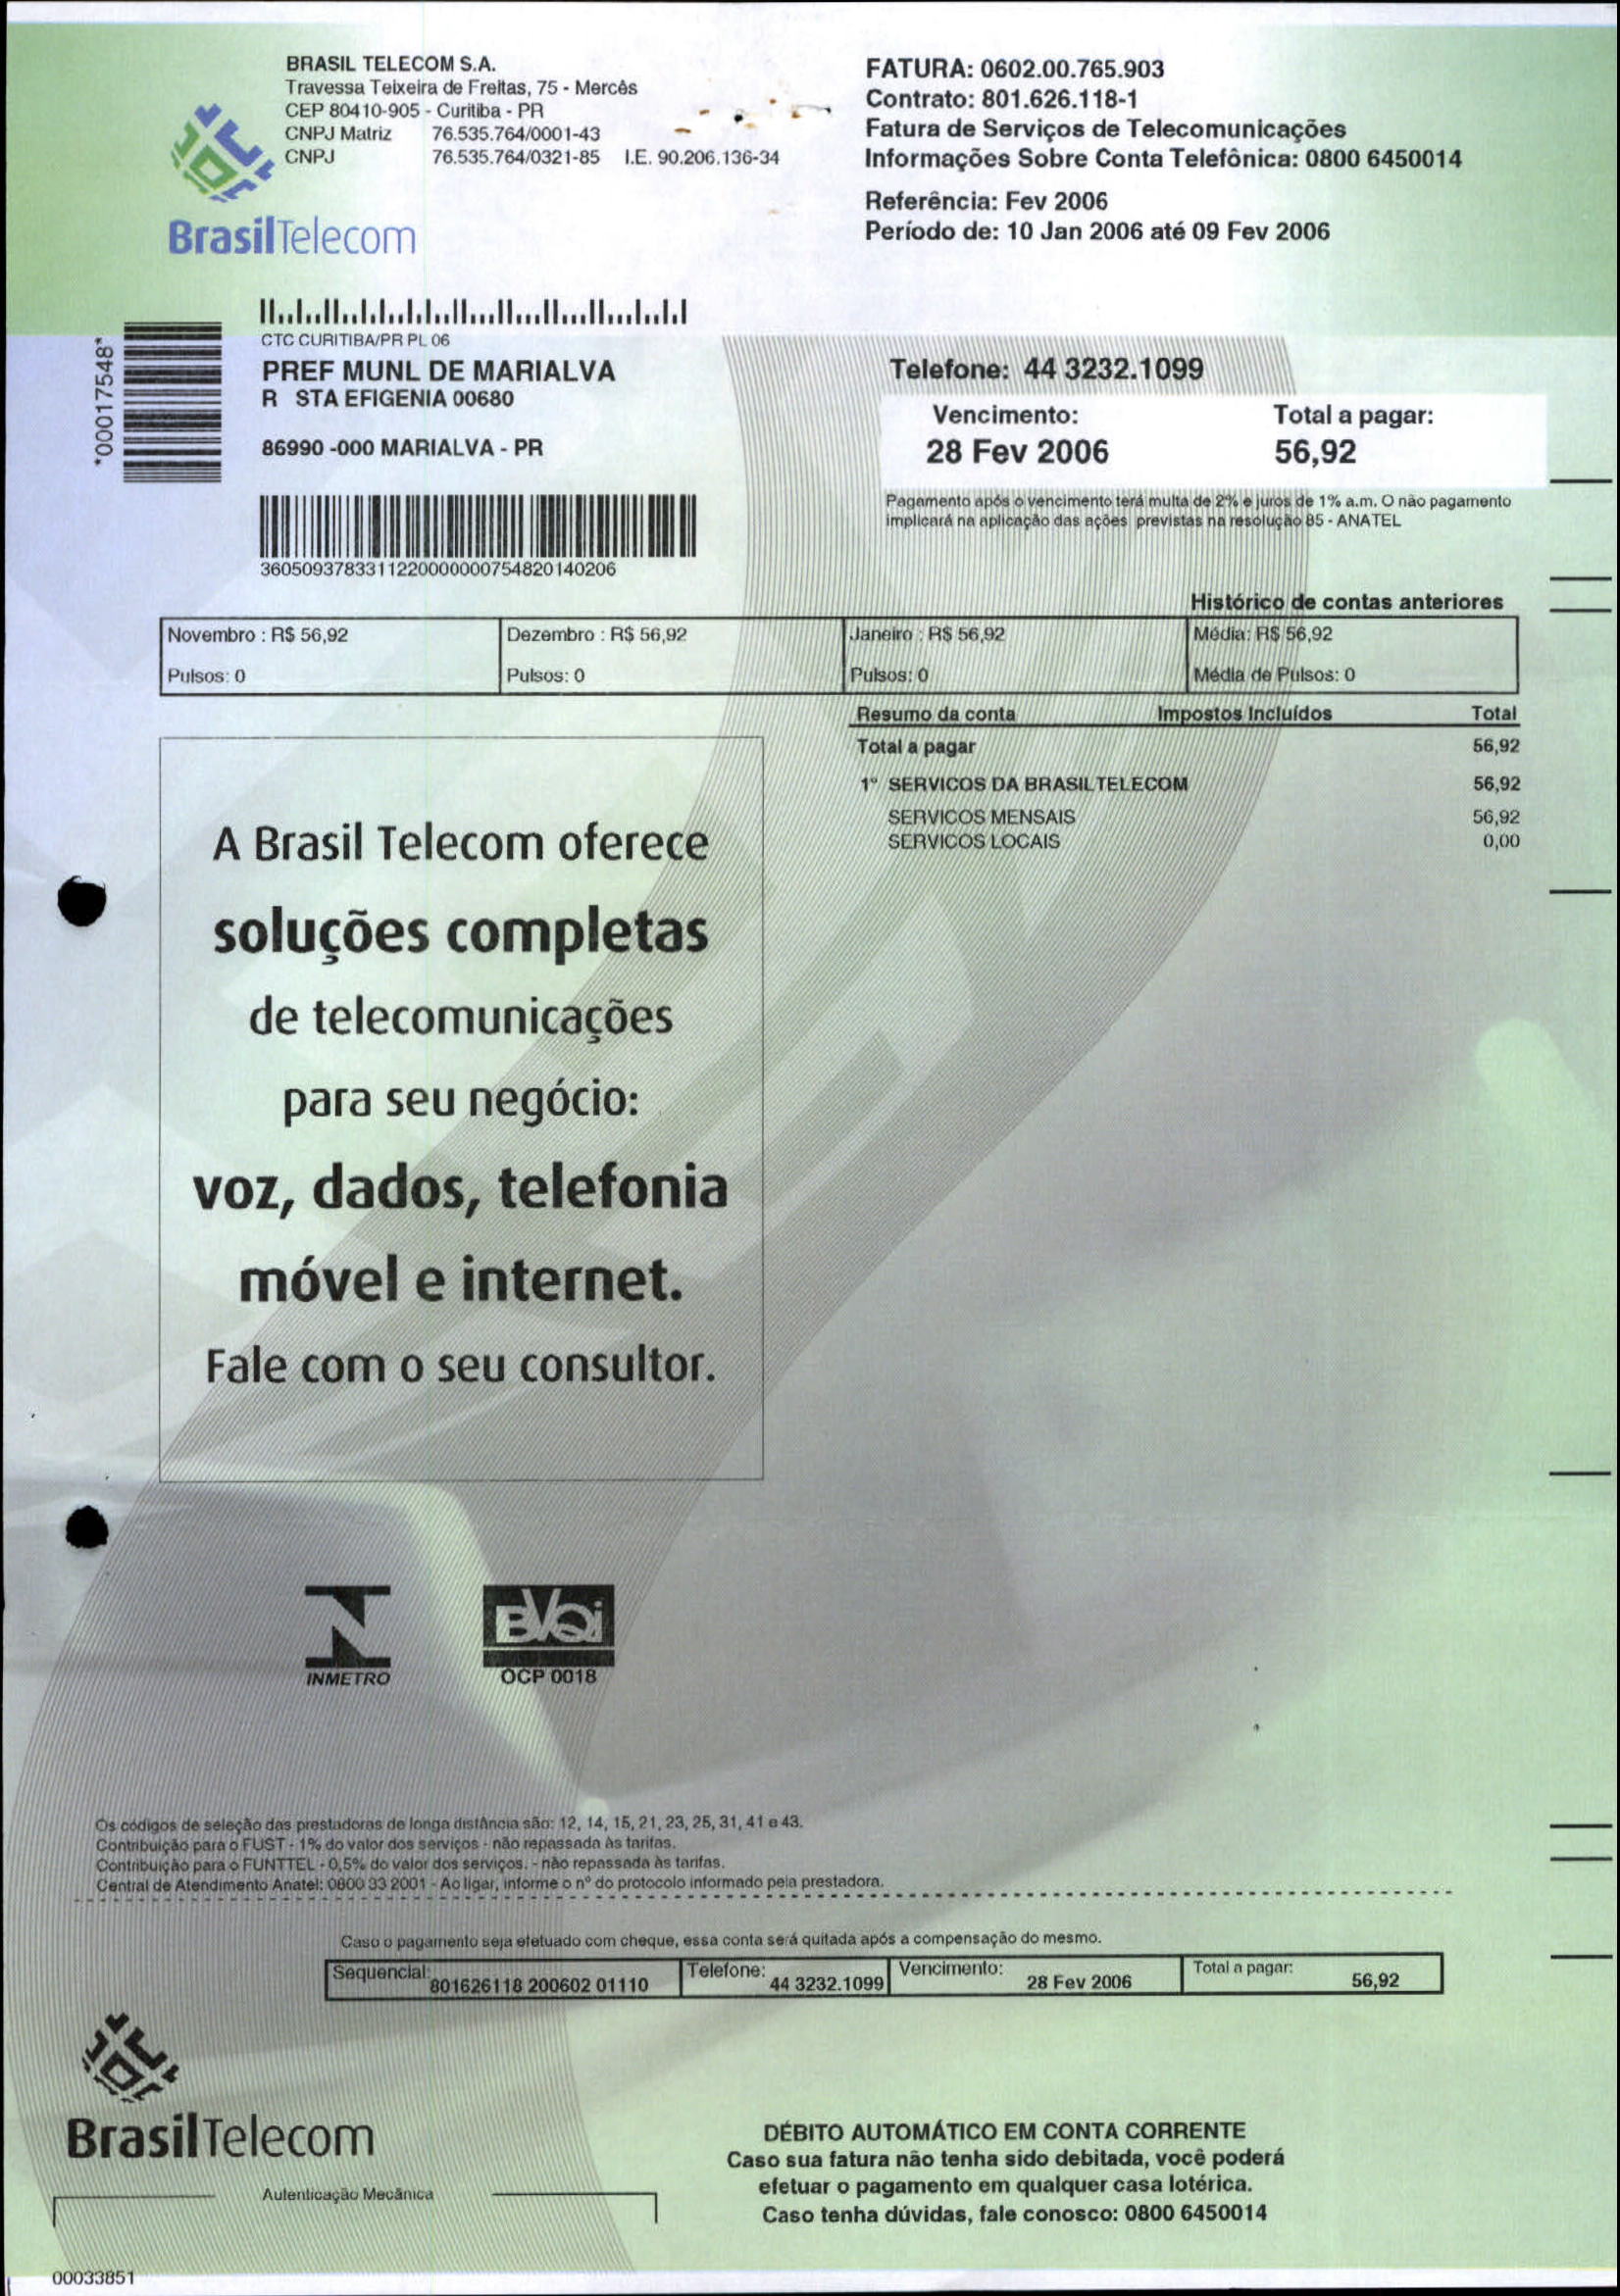 BRASIL TELECOM S.A.
Travessa Teixeira de Freitas, 75 - Mercês
CEP 80410-905 - Curitiba - PR
CNPJ Matriz 76.535.764/0001-43
CNPJ 76.535.764/0321-85 I.E. 90.206.136-34
BrasilTelecom
FATURA: 0602.00.765.903
Contrato: 801.626.118-1
Fatura de Serviços de Telecomunicações
Informações Sobre Conta Telefônica: 0800 6450014
Referência: Fev 2006
Período de: 10 Jan 2006 até 09 Fev 2006
*00017548*
CTC CURITIBA/PR PL 06
PREF MUNL DE MARIALVA
R STA EFIGENIA 00680
86990 -000 MARIALVA - PR
3605093783311220000000754820140206
Telefone: 44 3232.1099
Vencimento: Total a pagar:
28 Fev 2006 56,92
Pagamento após o vencimento terá multa de 2% e juros de 1% a.m. O não pagamento
implicará na aplicação das ações previstas na resolução 85 - ANATEL
Histórico de contas anteriores
Novembro : R$ 56,92 Dezembro : R$ 56,92 Janeiro : R$ 56,92 Média: R$ 56,92
Pulsos: 0 Pulsos: 0 Pulsos: 0 Média de Pulsos: 0
Resumo da conta Impostos Incluídos Total
Total a pagar 56,92
1º SERVICOS DA BRASILTELECOM 56,92
SERVICOS MENSAIS 56,92
SERVICOS LOCAIS 0,00
A Brasil Telecom oferece
soluções completas
de telecomunicações
para seu negócio:
voz, dados, telefonia
móvel e internet.
Fale com o seu consultor.
INMETRO
BVQi
OCP 0018
Os códigos de seleção das prestadoras de longa distância são: 12, 14, 15, 21, 23, 25, 31, 41 e 43.
Contribuição para o FUST - 1% do valor dos serviços - não repassada às tarifas.
Contribuição para o FUNTTEL - 0,5% do valor dos serviços. - não repassada às tarifas.
Central de Atendimento Anatel: 0800 33 2001 - Ao ligar, informe o nº do protocolo informado pela prestadora.
Caso o pagamento seja efetuado com cheque, essa conta será quitada após a compensação do mesmo.
Sequencial: 801626118 200602 01110 Telefone: 44 3232.1099 Vencimento: 28 Fev 2006 Total a pagar: 56,92
BrasilTelecom
Autenticação Mecânica
DÉBITO AUTOMÁTICO EM CONTA CORRENTE
Caso sua fatura não tenha sido debitada, você poderá
efetuar o pagamento em qualquer casa lotérica.
Caso tenha dúvidas, fale conosco: 0800 6450014
00033851